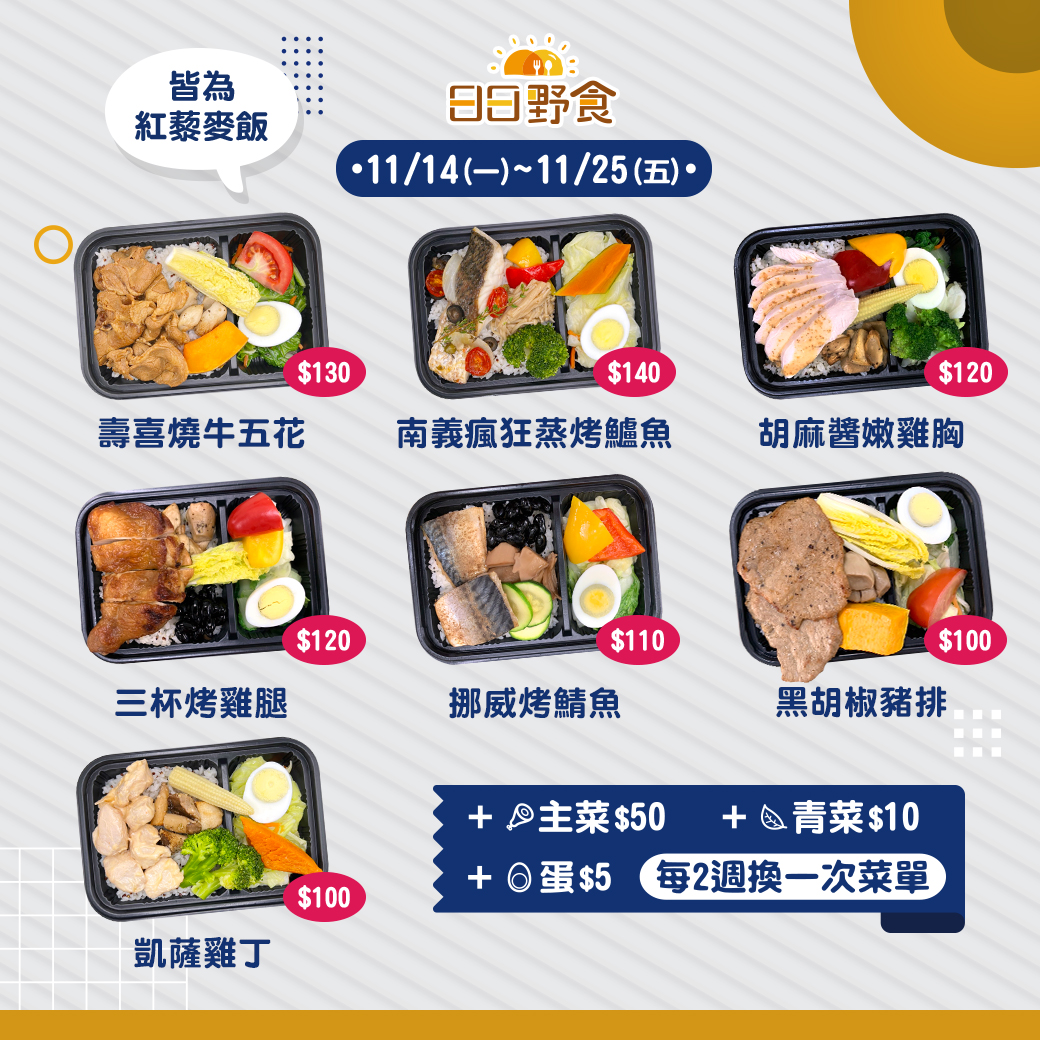 皆為
紅藜麥飯
日日野食
•11/14(一)~11/25(五)•
$130
$140
$120
壽喜燒牛五花
南義瘋狂蒸烤鱸魚
胡麻醬嫩雞胸
$120
$110
$100
三杯烤雞腿
挪威烤鯖魚
黑胡椒豬排
+ 主菜$50
+ 青菜$10
+ 蛋$5
每2週換一次菜單
$100
凱薩雞丁